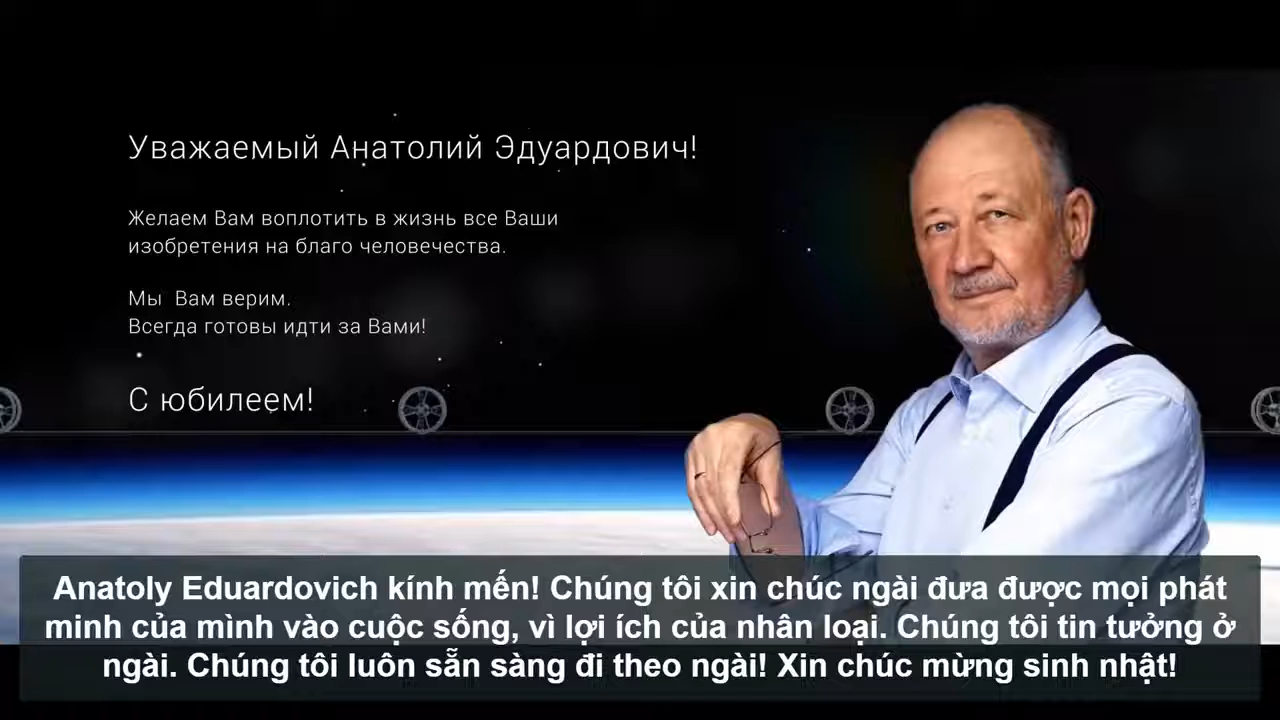 Уважаемый Анатолий Эдуардович!
Желаем Вам воплотить в жизнь все Ваши
изобретения на благо человечества.
Мы Вам верим.
Всегда готовы идти за Вами!
С юбилеем!
Anatoly Eduardovich kính mến! Chúng tôi xin chúc ngài đưa được mọi phát
minh của mình vào cuộc sống, vì lợi ích của nhân loại. Chúng tôi tin tưởng ở
ngài. Chúng tôi luôn sẵn sàng đi theo ngài! Xin chúc mừng sinh nhật!